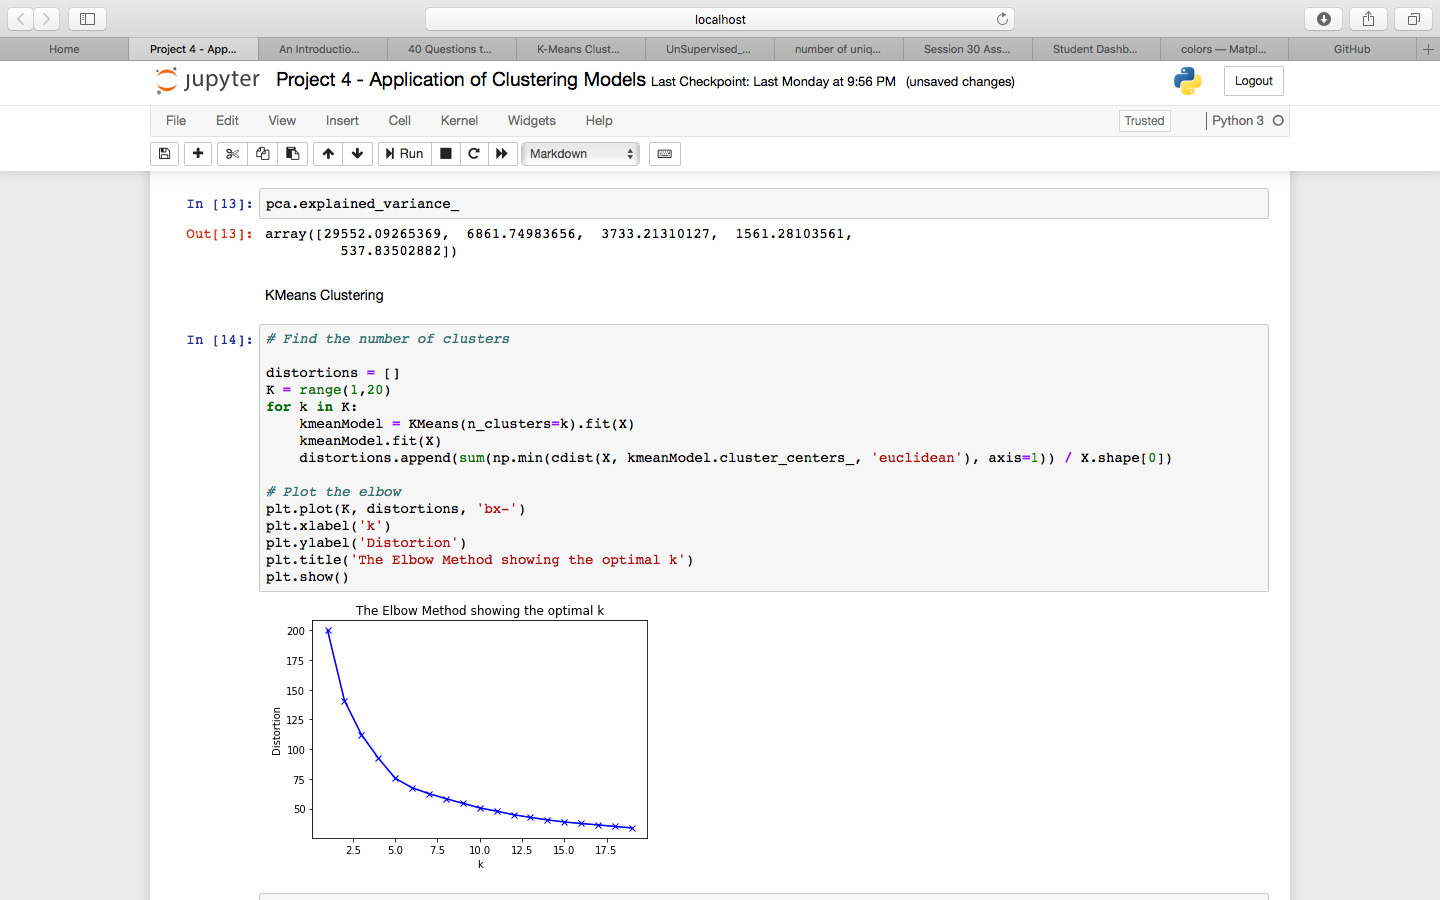 localhost
Home
Project 4 - App...
An Introductio...
40 Questions t...
K-Means Clust...
UnSupervised_...
number of uniq...
Session 30 Ass...
Student Dashb...
colors — Matpl...
GitHub
jupyter Project 4 - Application of Clustering Models Last Checkpoint: Last Monday at 9:56 PM (unsaved changes)
Logout
File Edit View Insert Cell Kernel Widgets Help
Trusted
Python 3
Run
Markdown
In [13]: pca.explained_variance_
Out[13]: array([29552.09265369, 6861.74983656, 3733.21310127, 1561.28103561,
537.83502882])
KMeans Clustering
In [14]: # Find the number of clusters
distortions = []
K = range(1,20)
for k in K:
    kmeanModel = KMeans(n_clusters=k).fit(X)
    kmeanModel.fit(X)
    distortions.append(sum(np.min(cdist(X, kmeanModel.cluster_centers_, 'euclidean'), axis=1)) / X.shape[0])
# Plot the elbow
plt.plot(K, distortions, 'bx-')
plt.xlabel('k')
plt.ylabel('Distortion')
plt.title('The Elbow Method showing the optimal k')
plt.show()
The Elbow Method showing the optimal k
200
175
150
125
100
75
50
Distortion
2.5 5.0 7.5 10.0 12.5 15.0 17.5
k